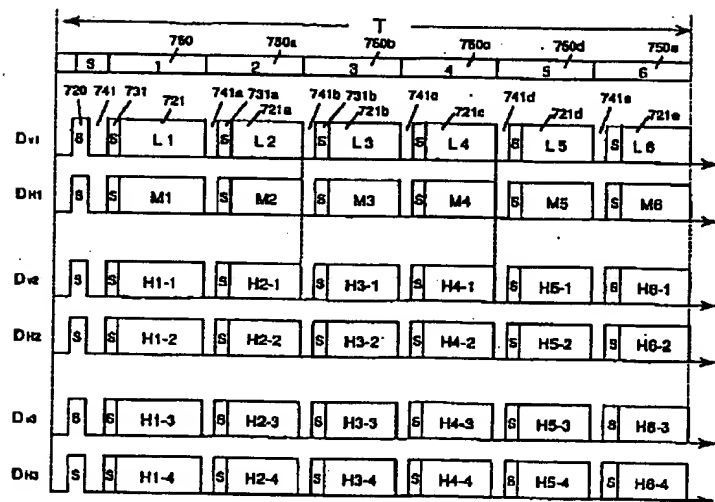 T
750 750a 750b 750c 750d 750e
S 1 2 3 4 5 6
720 741 731 721 741a 731a 721a 741b 731b 721b 741c 721c 741d 721d 741e 721e
Dv1 S S L1 S L2 S L3 S L4 S L5 S L6
DH1 S S M1 S M2 S M3 S M4 S M5 S M6
Dv2 S S H1-1 S H2-1 S H3-1 S H4-1 S H5-1 S H6-1
DH2 S S H1-2 S H2-2 S H3-2 S H4-2 S H5-2 S H6-2
Dv3 S S H1-3 S H2-3 S H3-3 S H4-3 S H5-3 S H6-3
DH3 S S H1-4 S H2-4 S H3-4 S H4-4 S H5-4 S H6-4